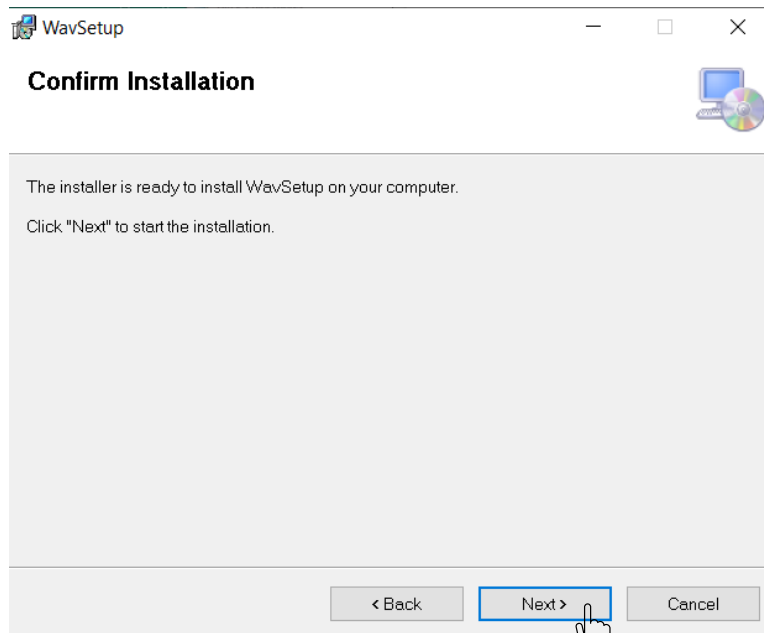 WavSetup
Confirm Installation
The installer is ready to install WavSetup on your computer.
Click "Next" to start the installation.
< Back Next > Cancel